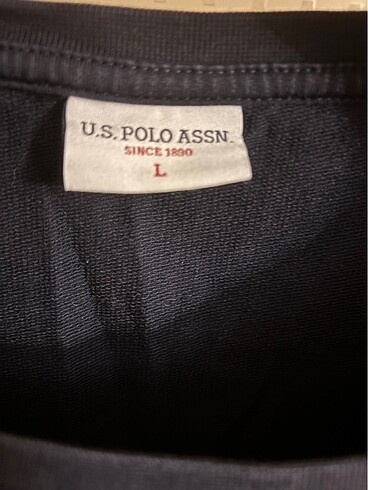 U.S. POLO ASSN.
SINCE 1890
L